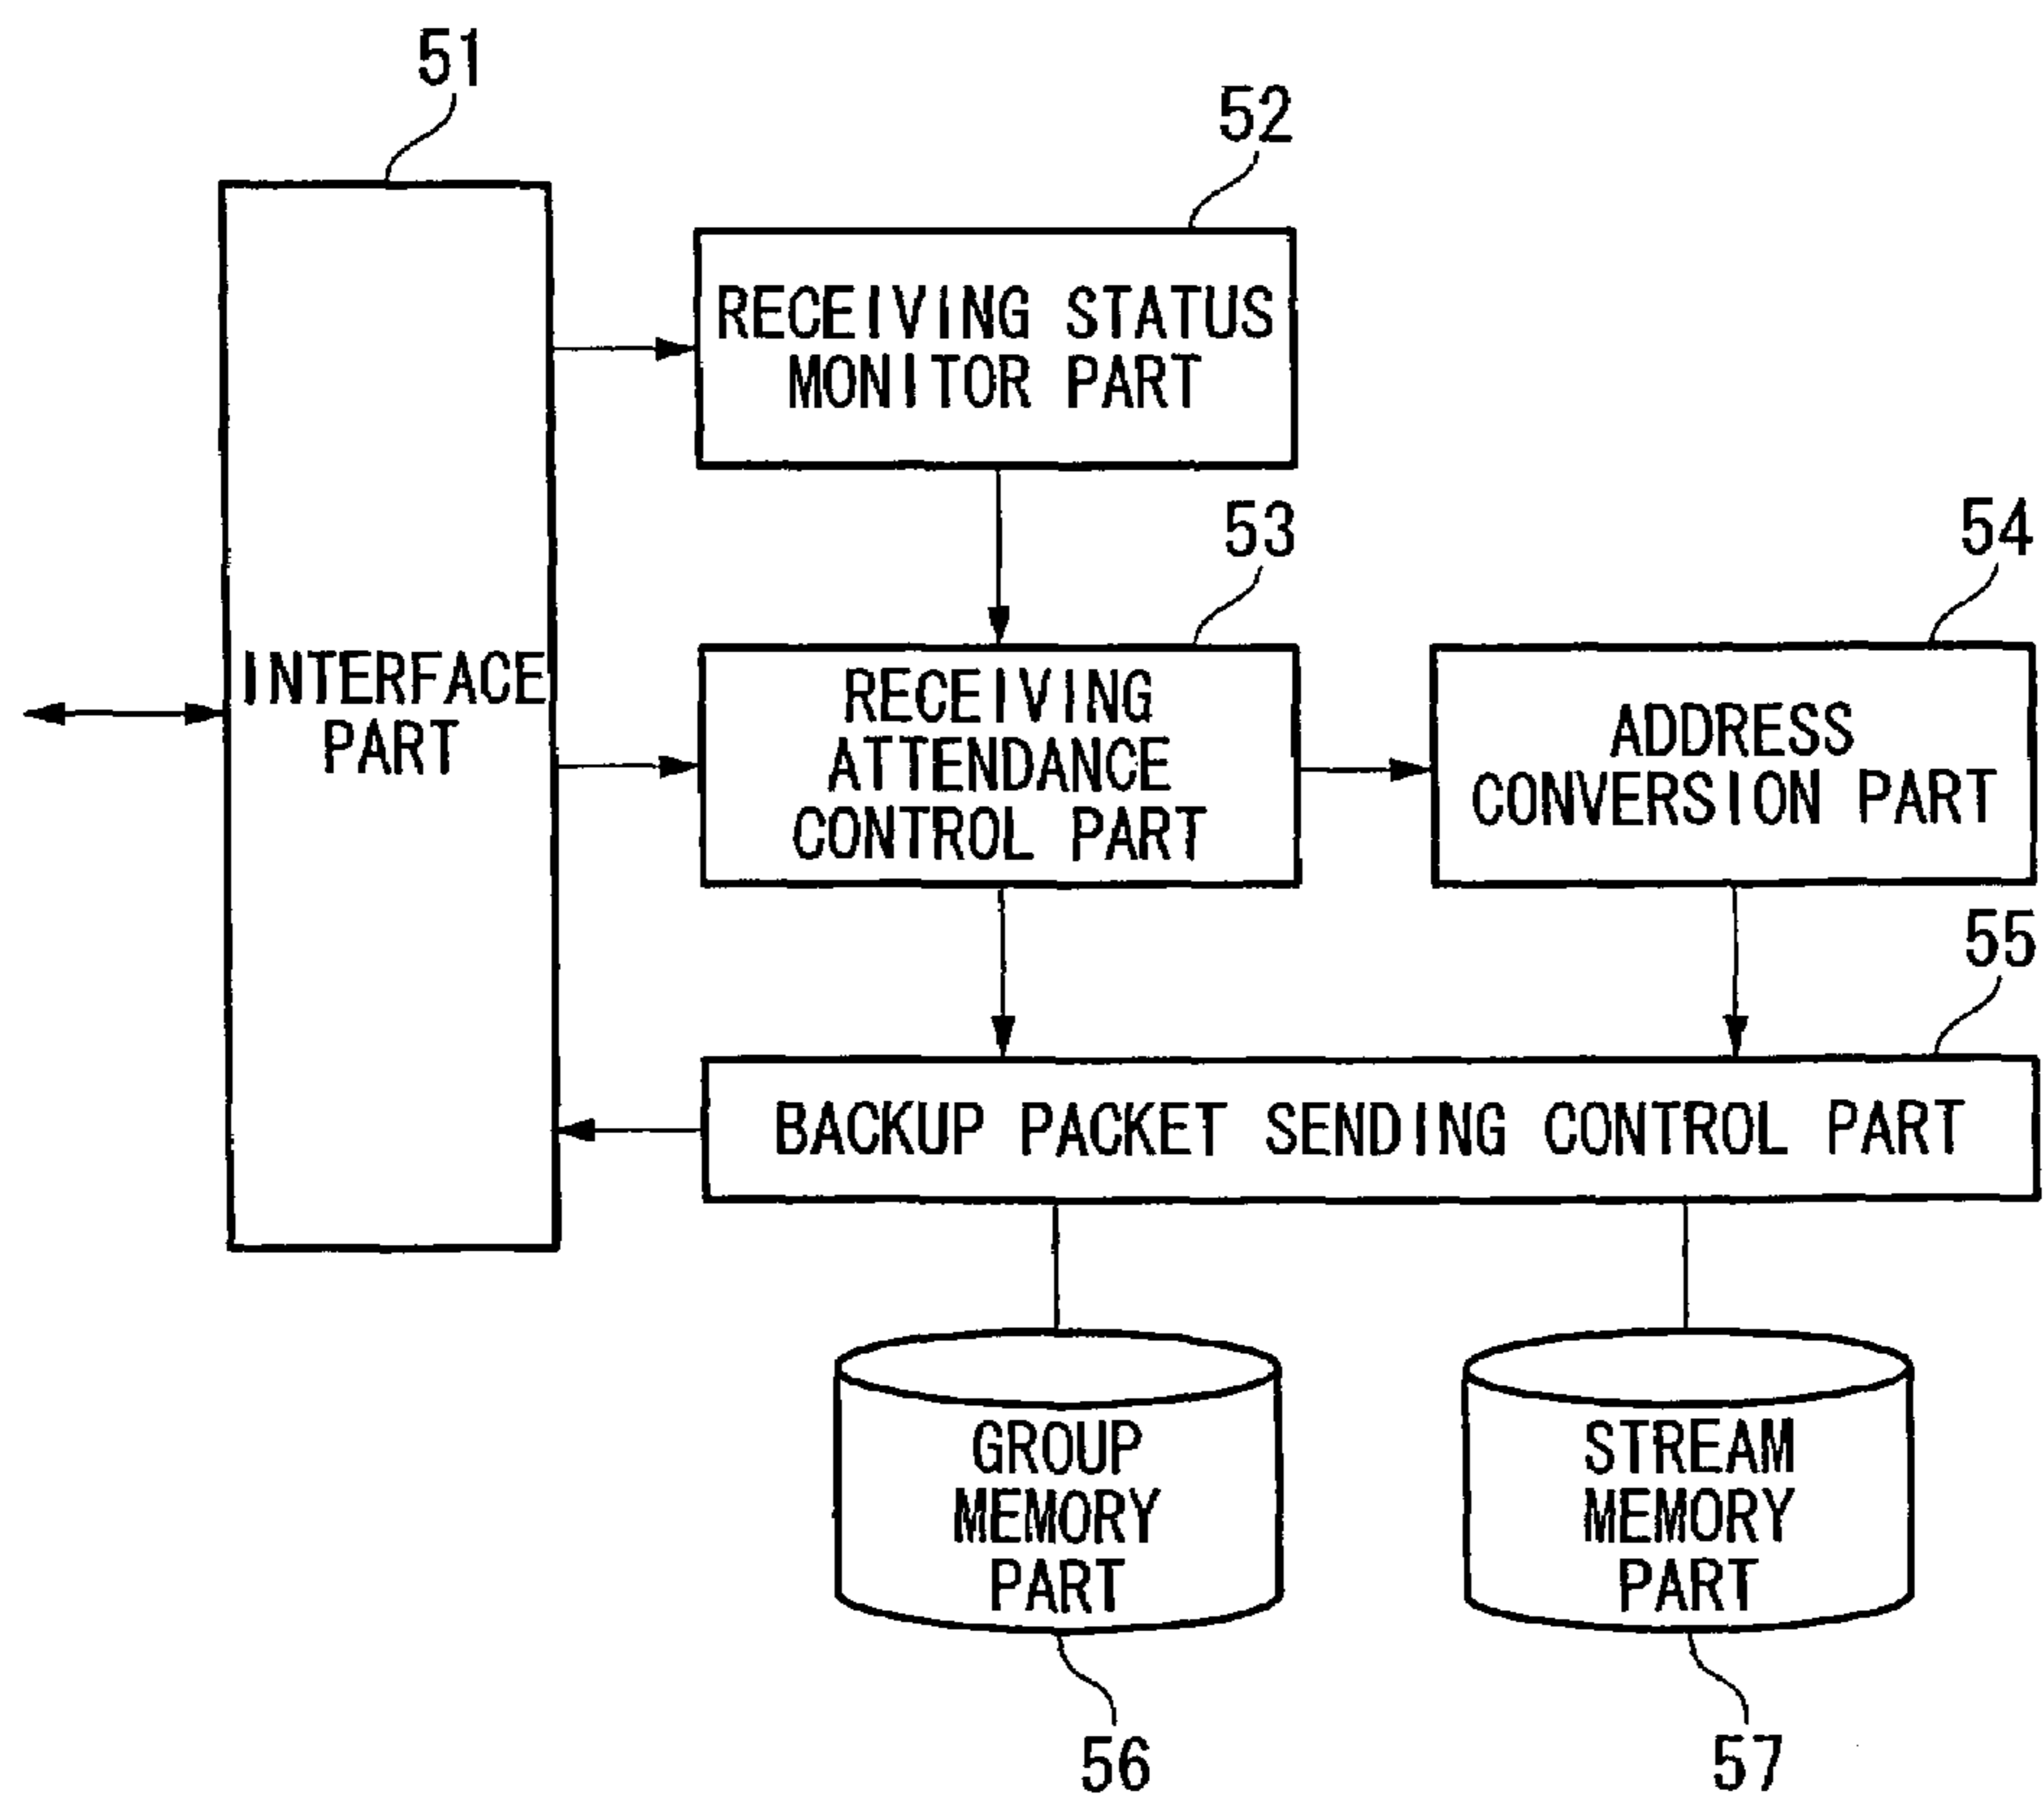 51
52
RECEIVING STATUS
MONITOR PART
53
54
INTERFACE
PART
RECEIVING
ATTENDANCE
CONTROL PART
ADDRESS
CONVERSION PART
55
BACKUP PACKET SENDING CONTROL PART
GROUP
MEMORY
PART
STREAM
MEMORY
PART
56
57